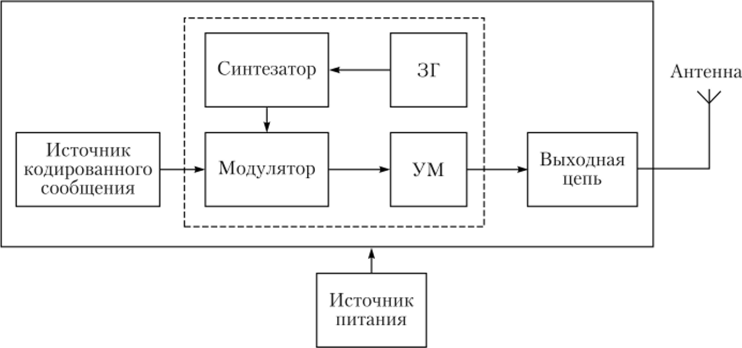 Синтезатор
ЗГ
Антенна
Источник
кодированного
сообщения
Модулятор
УМ
Выходная
цепь
Источник
питания